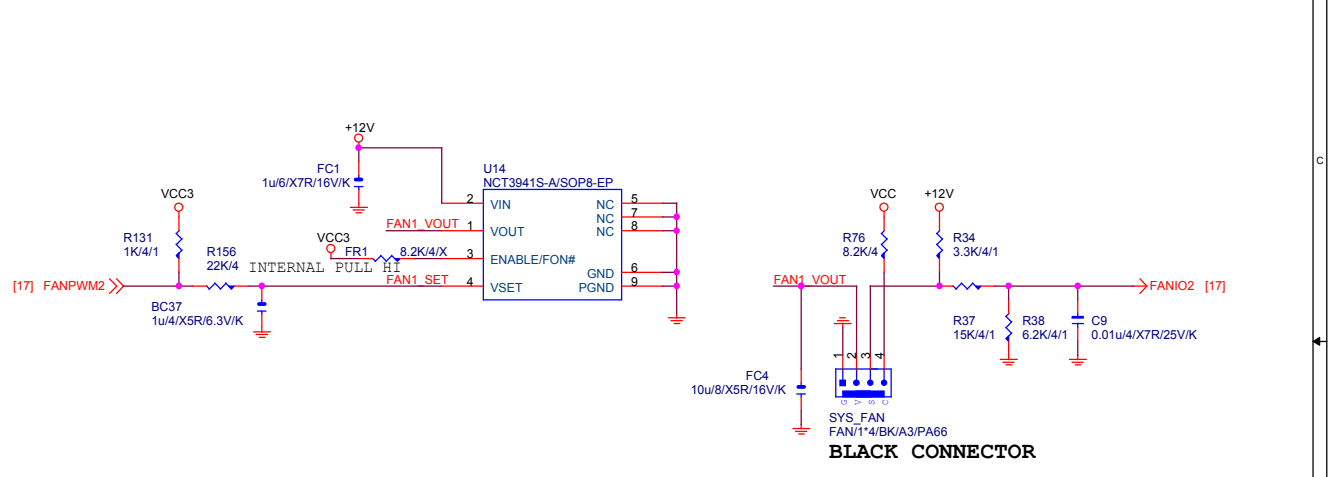 +12V
FC1
1u/6/X7R/16V/K
U14
NCT3941S-A/SOP8-EP
VCC3
VCC
+12V
2 VIN NC 5
NC 7
FAN1_VOUT 1 VOUT NC 8
R131
1K/4/1
R156
22K/4
VCC3
FR1 8.2K/4/X
3 ENABLE/FON#
INTERNAL PULL HI
GND 6
R76
8.2K/4
R34
3.3K/4/1
[17] FANPWM2
FAN1_SET 4 VSET PGND 9
FAN1_VOUT
FANIO2 [17]
BC37
1u/4/X5R/6.3V/K
R37
15K/4/1
R38
6.2K/4/1
C9
0.01u/4/X7R/25V/K
1 2 3 4
FC4
10u/8/X5R/16V/K
G V S C
SYS_FAN
FAN/1*4/BK/A3/PA66
BLACK CONNECTOR
C